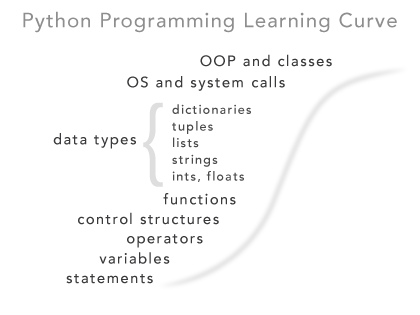 Python Programming Learning Curve
OOP and classes
OS and system calls
data types
dictionaries
tuples
lists
strings
ints, floats
functions
control structures
operators
variables
statements